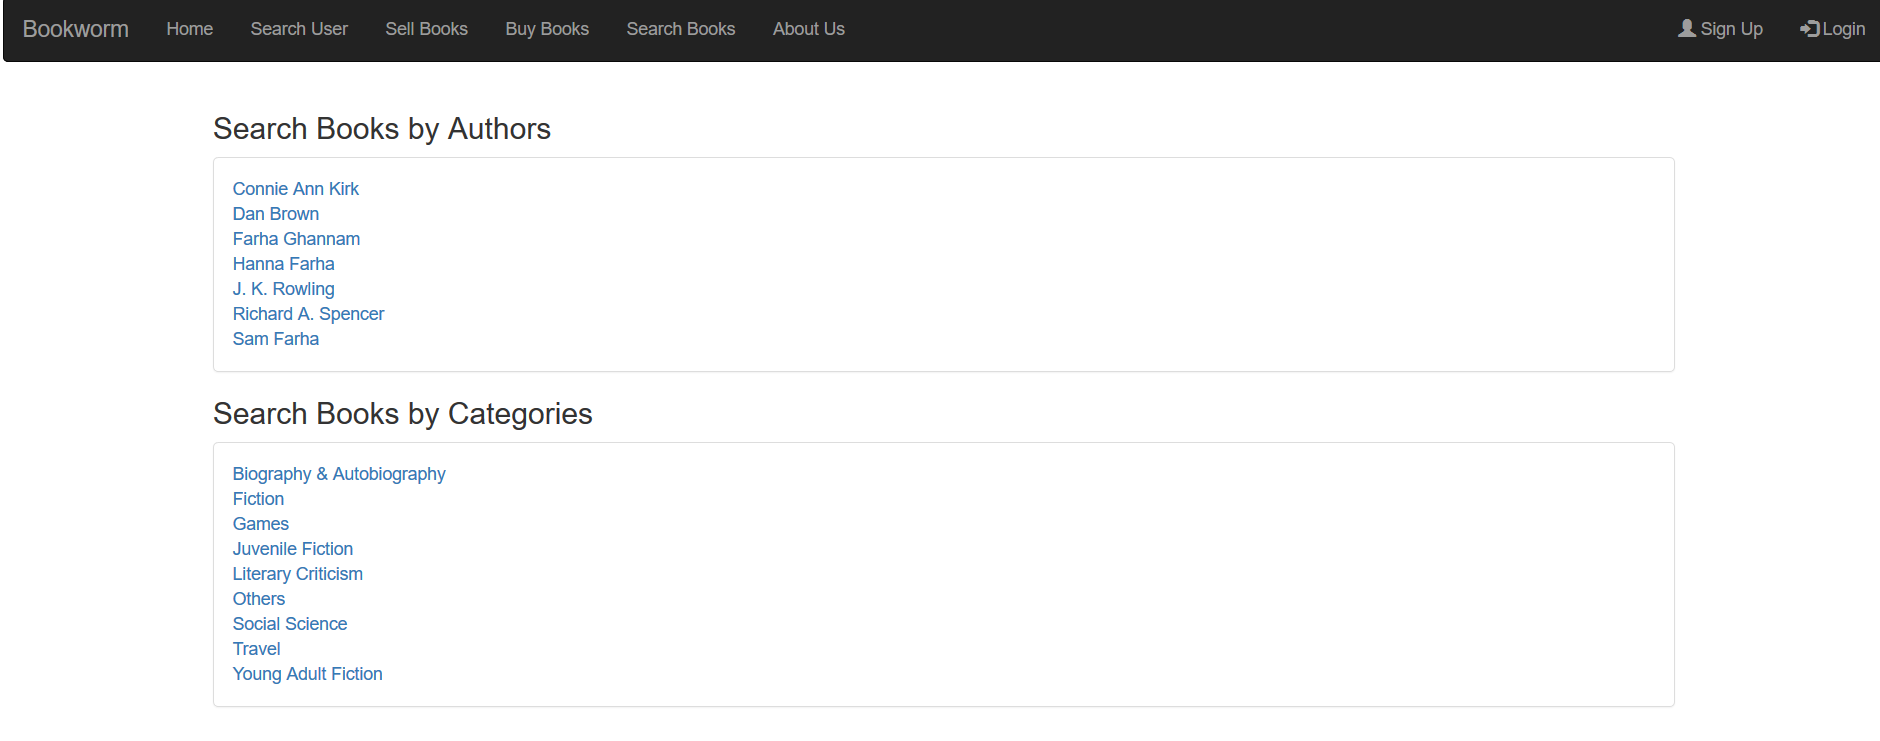 Bookworm Home Search User Sell Books Buy Books Search Books About Us Sign Up Login
Search Books by Authors
Connie Ann Kirk
Dan Brown
Farha Ghannam
Hanna Farha
J. K. Rowling
Richard A. Spencer
Sam Farha
Search Books by Categories
Biography & Autobiography
Fiction
Games
Juvenile Fiction
Literary Criticism
Others
Social Science
Travel
Young Adult Fiction